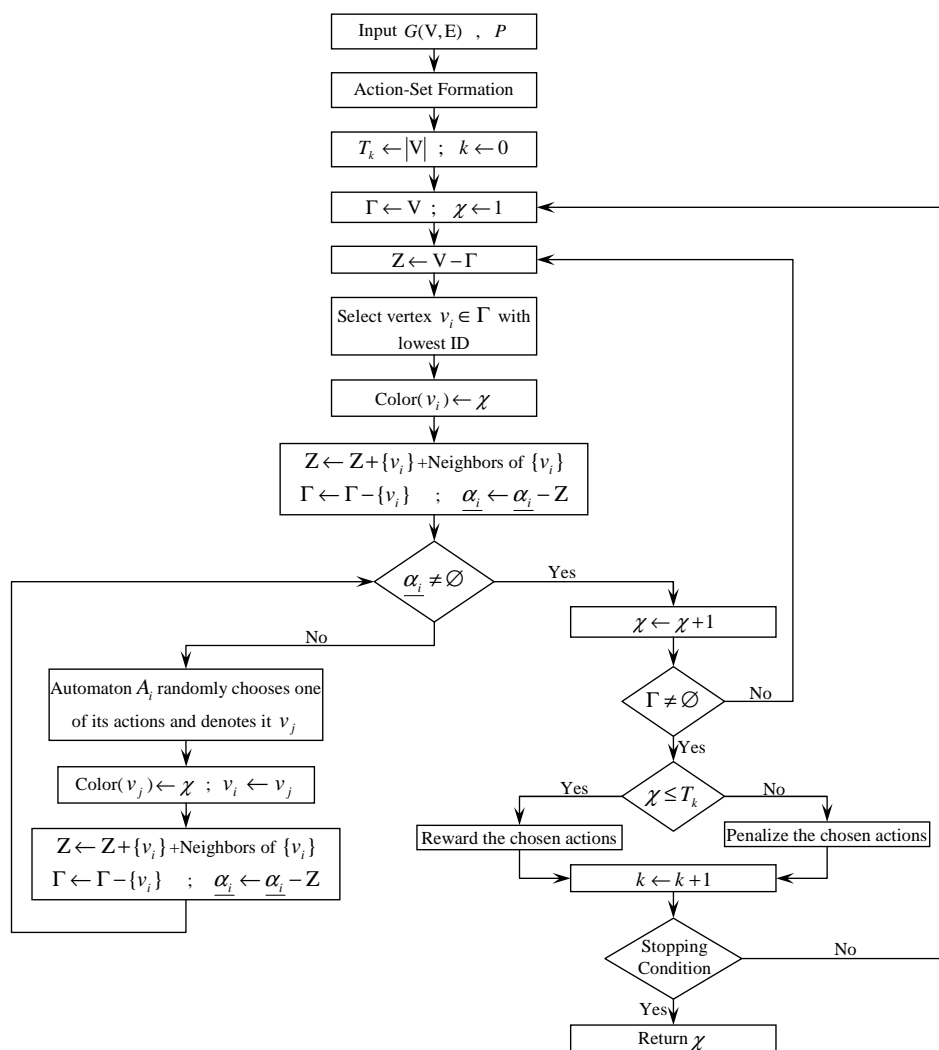 Input G(V,E) , P
Action-Set Formation
T_k ← |V| ; k ← 0
Γ ← V ; χ ← 1
Z ← V − Γ
Select vertex v_i ∈ Γ with
lowest ID
Color(v_i) ← χ
Z ← Z + {v_i} +Neighbors of {v_i}
Γ ← Γ − {v_i} ; α_i ← α_i − Z
α_i ≠ ∅
Yes
No
χ ← χ +1
Automaton A_i randomly chooses one
of its actions and denotes it v_j
Γ ≠ ∅
No
Yes
Color(v_j) ← χ ; v_i ← v_j
χ ≤ T_k
Yes
No
Z ← Z + {v_i} +Neighbors of {v_i}
Γ ← Γ − {v_i} ; α_i ← α_i − Z
Reward the chosen actions
Penalize the chosen actions
k ← k +1
Stopping
Condition
No
Yes
Return χ